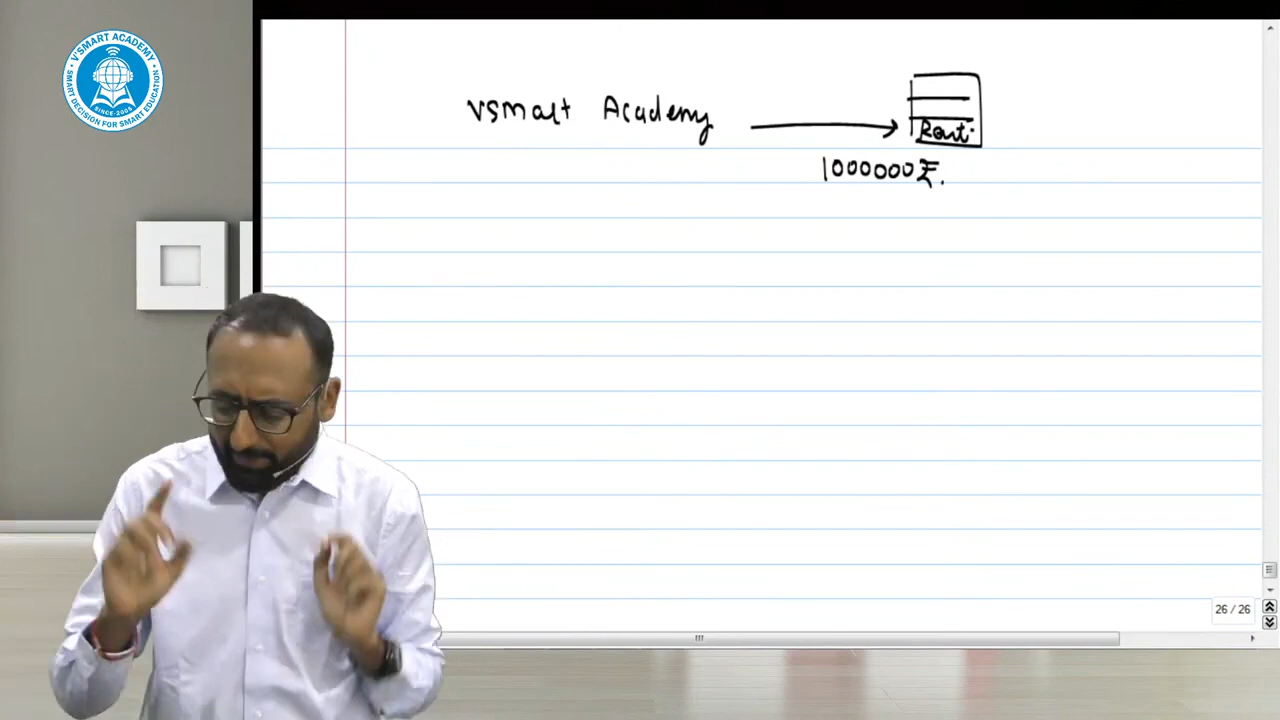 V'SMART ACADEMY
SMART DECISION FOR SMART EDUCATION
SINCE-2005
vsmart Academy
Rent.
1000000₹.
26 / 26